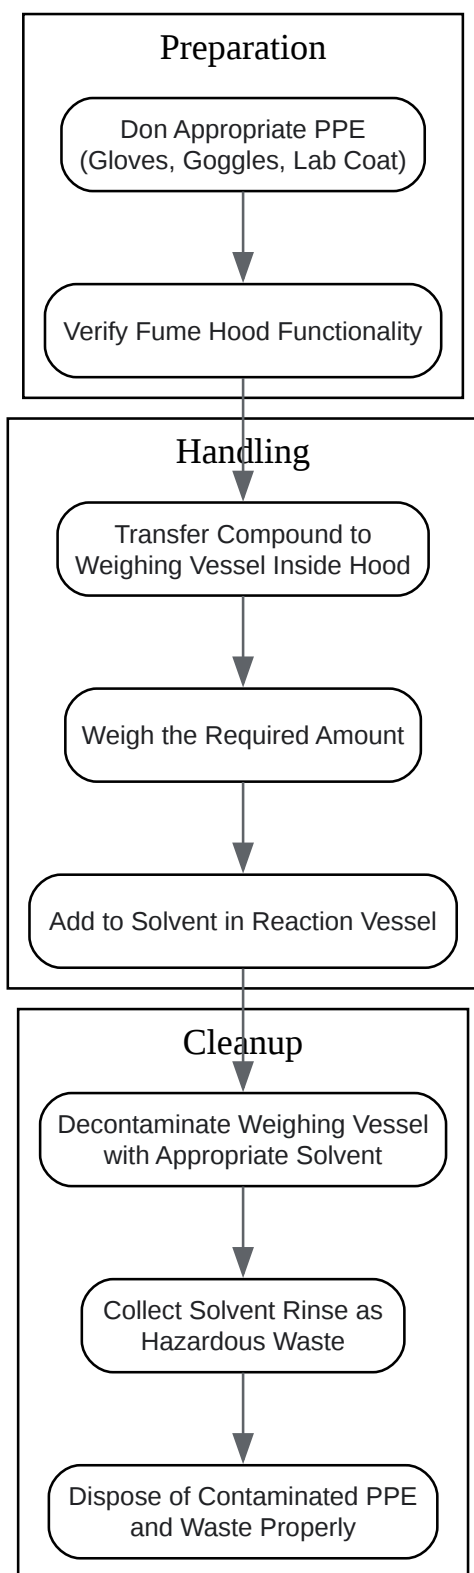 Preparation
Don Appropriate PPE
(Gloves, Goggles, Lab Coat)
Verify Fume Hood Functionality
Handling
Transfer Compound to
Weighing Vessel Inside Hood
Weigh the Required Amount
Add to Solvent in Reaction Vessel
Cleanup
Decontaminate Weighing Vessel
with Appropriate Solvent
Collect Solvent Rinse as
Hazardous Waste
Dispose of Contaminated PPE
and Waste Properly